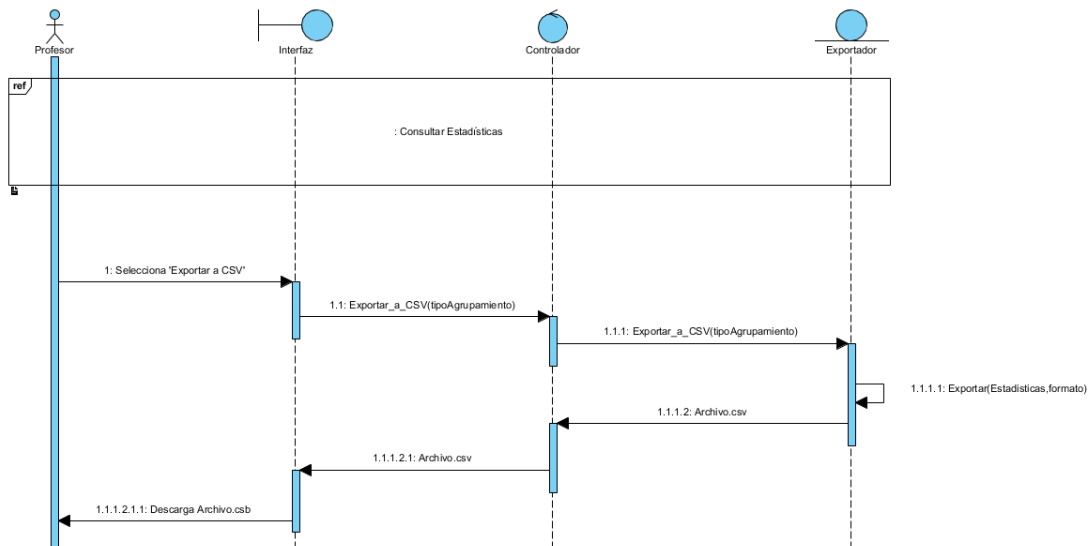 Profesor
Interfaz
Controlador
Exportador
ref
: Consultar Estadísticas
1: Selecciona 'Exportar a CSV'
1.1: Exportar_a_CSV(tipoAgrupamiento)
1.1.1: Exportar_a_CSV(tipoAgrupamiento)
1.1.1.1: Exportar(Estadisticas,formato)
1.1.1.2: Archivo.csv
1.1.1.2.1: Archivo.csv
1.1.1.2.1.1: Descarga Archivo.csb